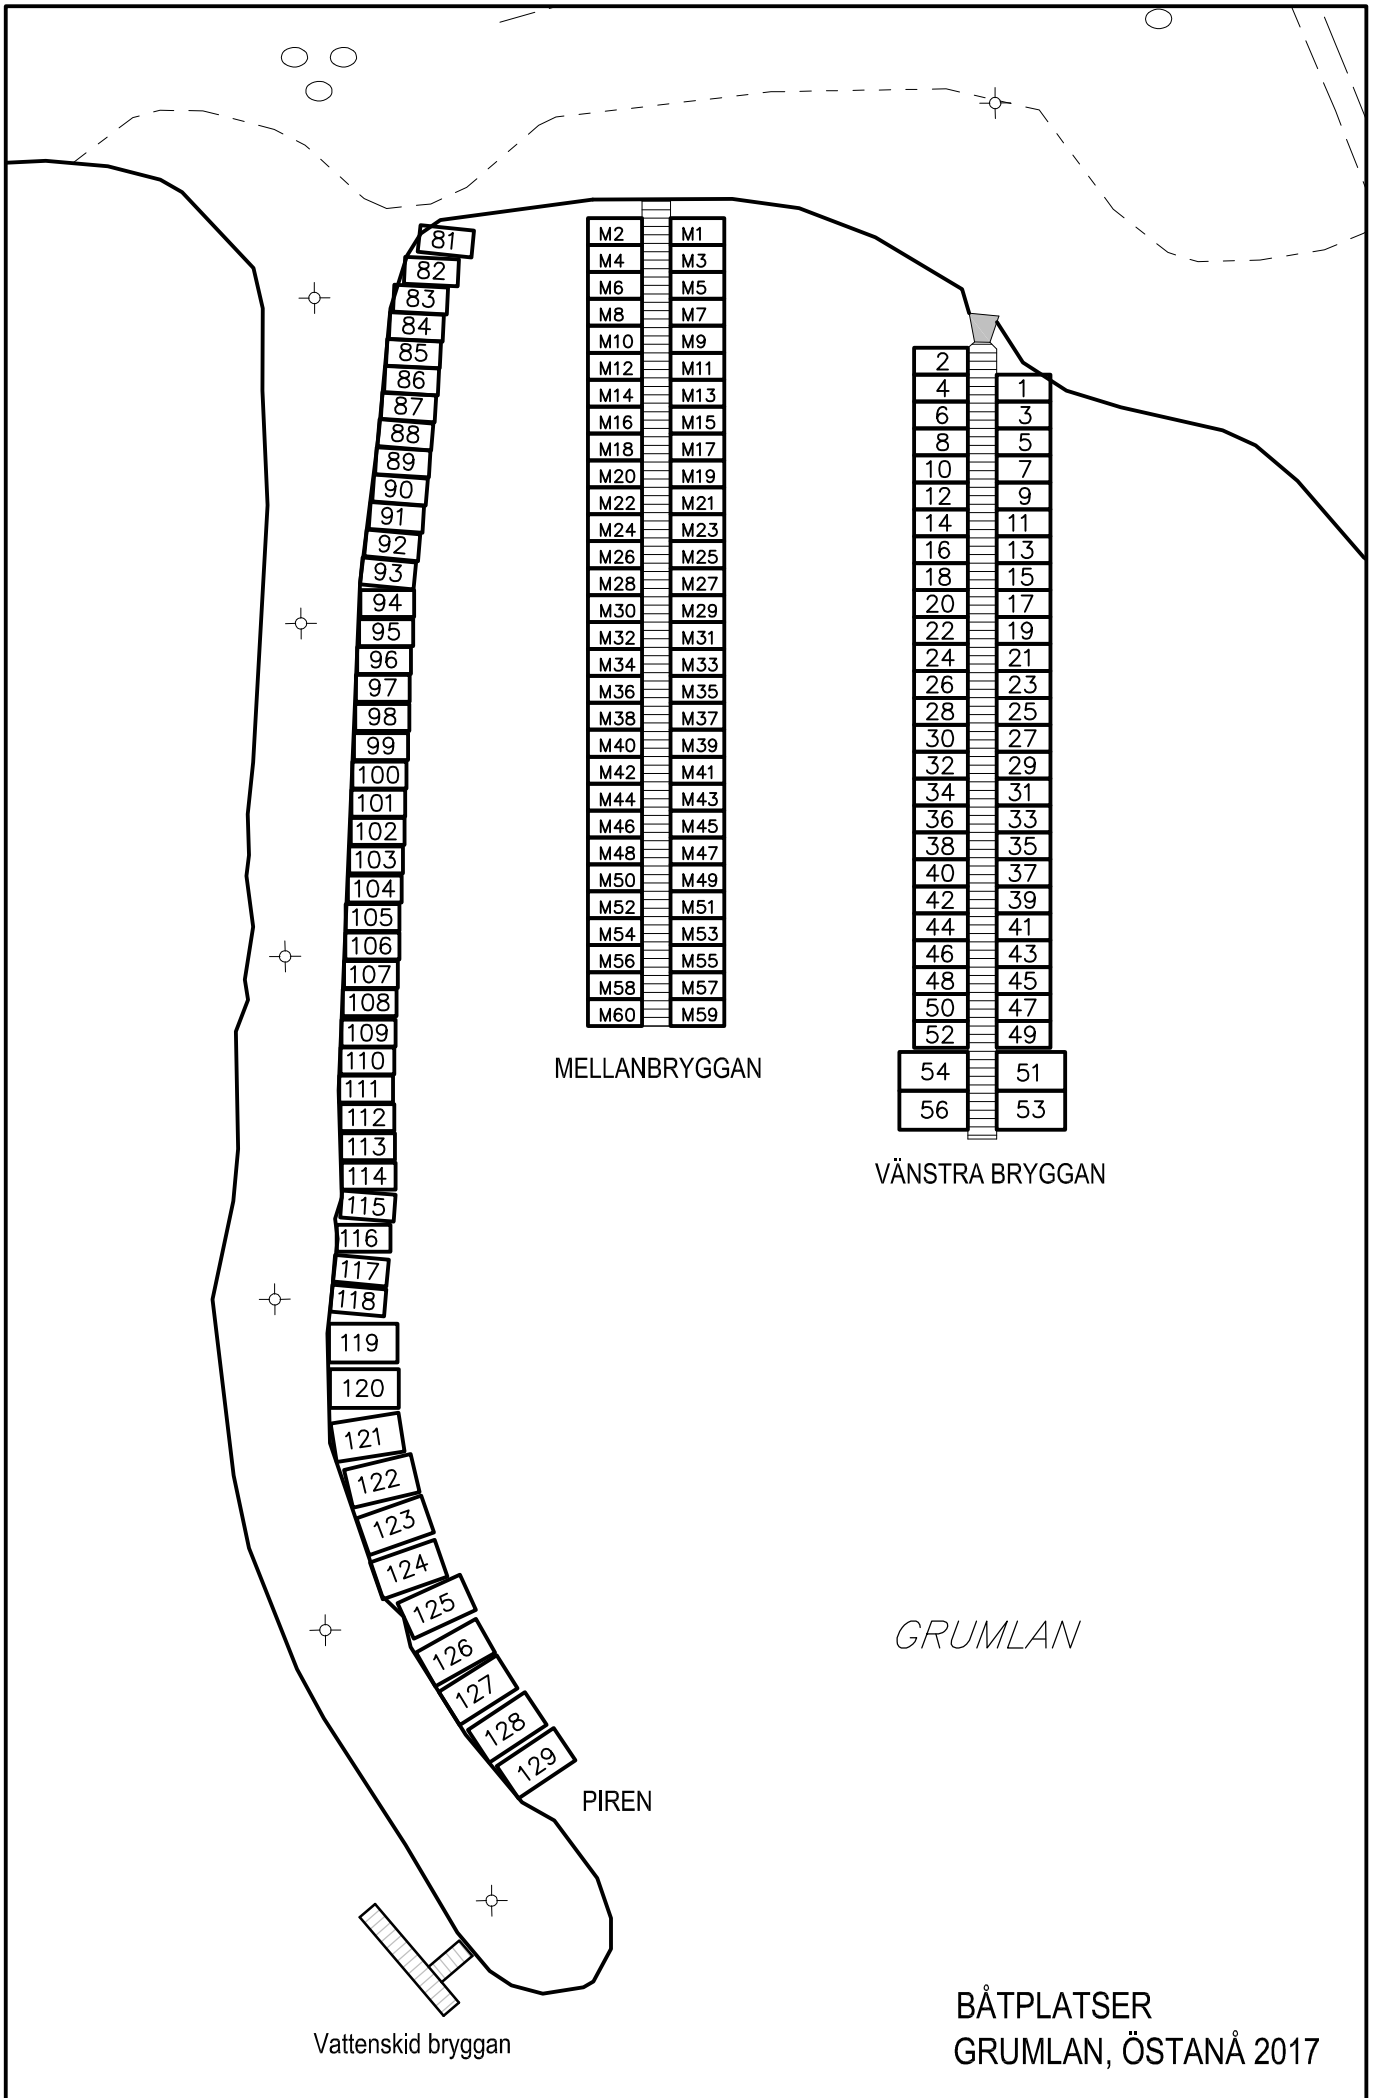 81
82
83
84
85
86
87
88
89
90
91
92
93
94
95
96
97
98
99
100
101
102
103
104
105
106
107
108
109
110
111
112
113
114
115
116
117
118
119
120
121
122
123
124
125
126
127
128
129
PIREN
M2 M1
M4 M3
M6 M5
M8 M7
M10 M9
M12 M11
M14 M13
M16 M15
M18 M17
M20 M19
M22 M21
M24 M23
M26 M25
M28 M27
M30 M29
M32 M31
M34 M33
M36 M35
M38 M37
M40 M39
M42 M41
M44 M43
M46 M45
M48 M47
M50 M49
M52 M51
M54 M53
M56 M55
M58 M57
M60 M59
MELLANBRYGGAN
2
4 1
6 3
8 5
10 7
12 9
14 11
16 13
18 15
20 17
22 19
24 21
26 23
28 25
30 27
32 29
34 31
36 33
38 35
40 37
42 39
44 41
46 43
48 45
50 47
52 49
54 51
56 53
VÄNSTRA BRYGGAN
GRUMLAN
Vattenskid bryggan
BÅTPLATSER
GRUMLAN, ÖSTANÅ 2017